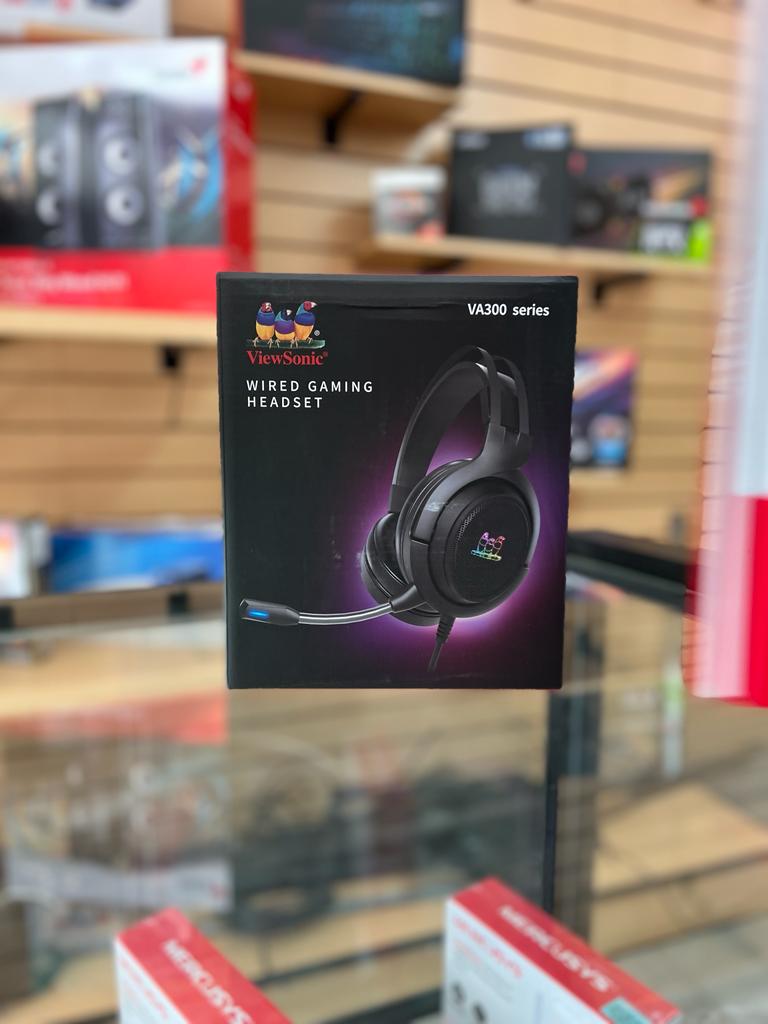 VA300 series
ViewSonic®
WIRED GAMING
HEADSET
MERCUSYS
MERCUSYS